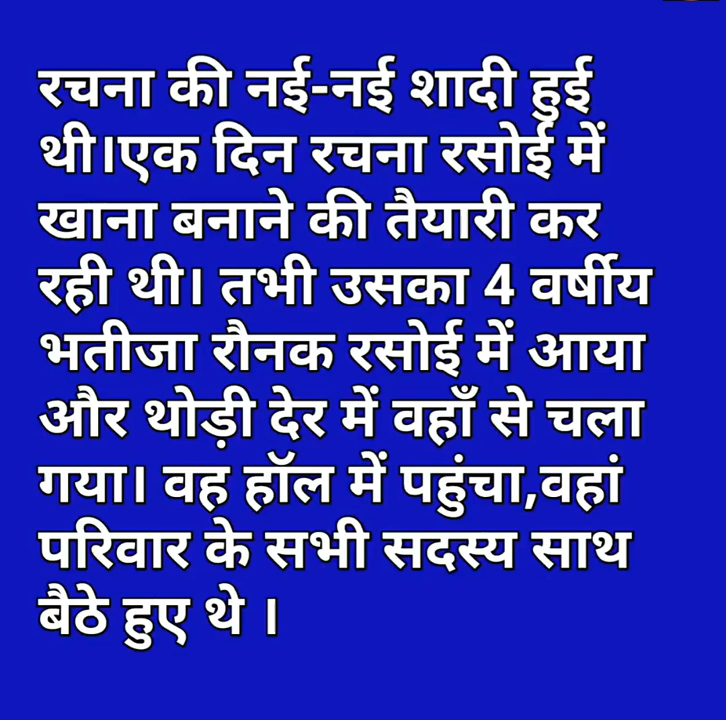 रचना की नई-नई शादी हुई
थी।एक दिन रचना रसोई में
खाना बनाने की तैयारी कर
रही थी। तभी उसका 4 वर्षीय
भतीजा रौनक रसोई में आया
और थोड़ी देर में वहाँ से चला
गया। वह हॉल में पहुंचा,वहां
परिवार के सभी सदस्य साथ
बैठे हुए थे ।